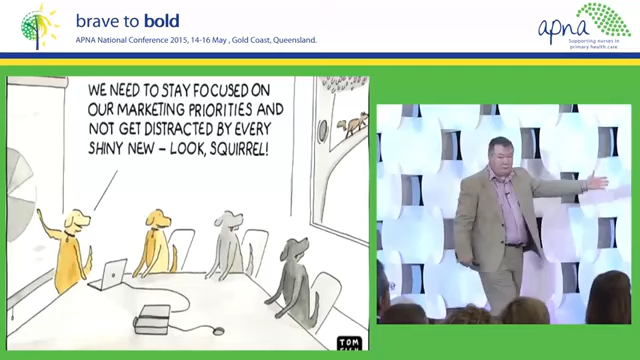 brave to bold
APNA National Conference 2015, 14-16 May, Gold Coast, Queensland.
apna
Supporting nurses in
primary health care
WE NEED TO STAY FOCUSED ON
OUR MARKETING PRIORITIES AND
NOT GET DISTRACTED BY EVERY
SHINY NEW – LOOK, SQUIRREL!
TOM